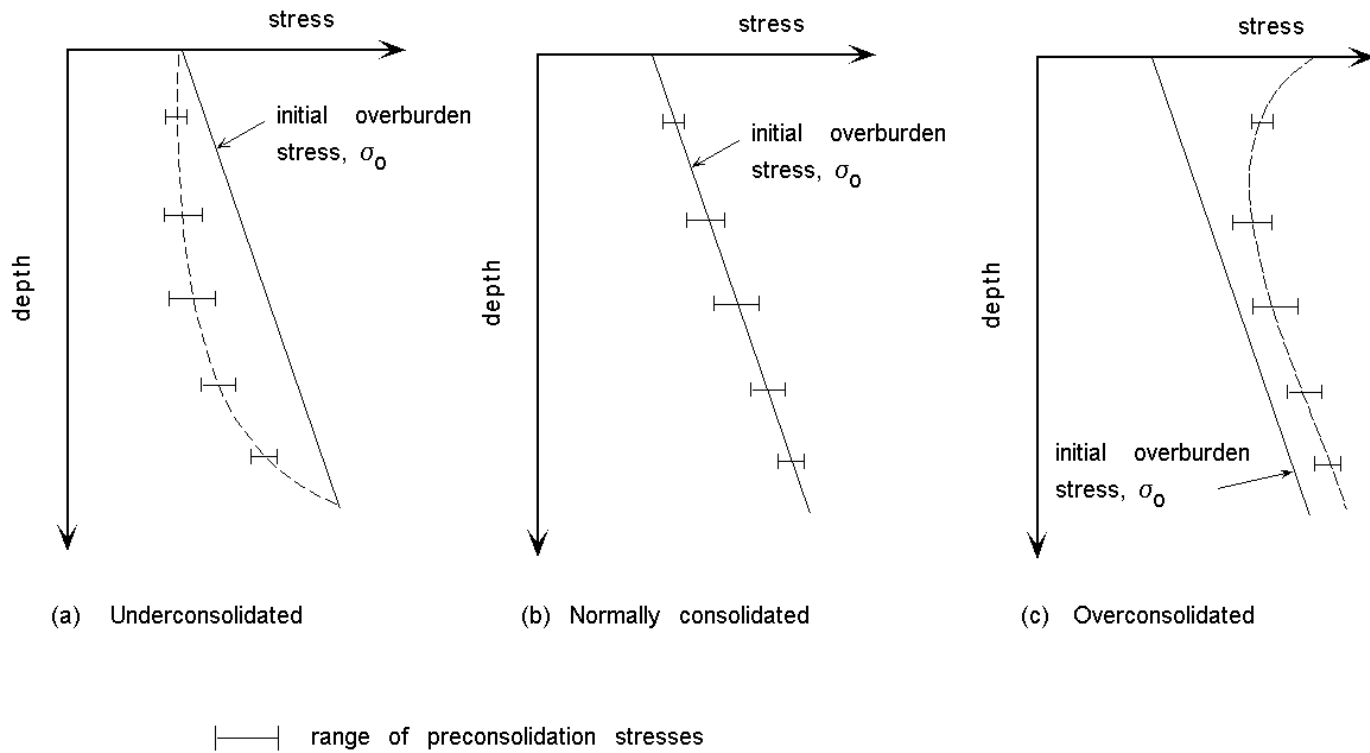 stress
initial overburden
stress, σo
depth
(a) Underconsolidated
stress
initial overburden
stress, σo
depth
(b) Normally consolidated
stress
depth
initial overburden
stress, σo
(c) Overconsolidated
range of preconsolidation stresses